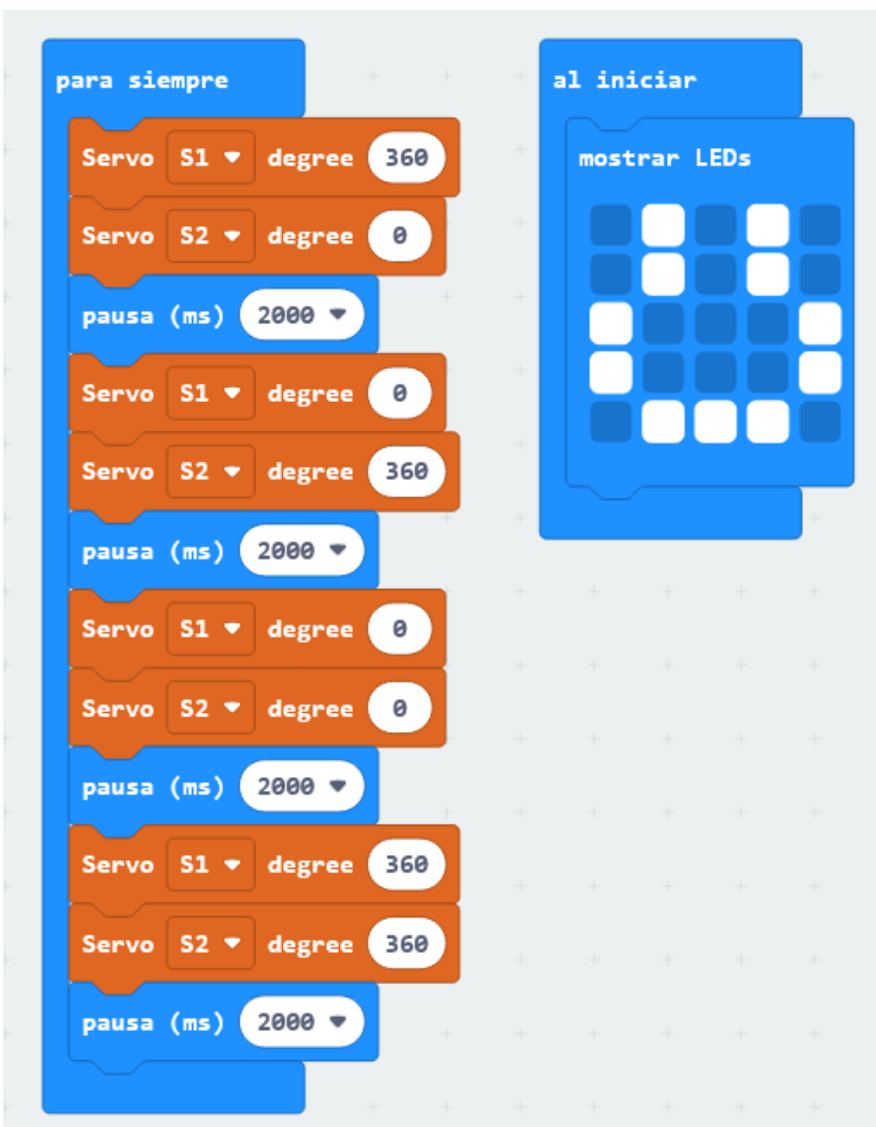 para siempre
Servo S1 degree 360
Servo S2 degree 0
pausa (ms) 2000
Servo S1 degree 0
Servo S2 degree 360
pausa (ms) 2000
Servo S1 degree 0
Servo S2 degree 0
pausa (ms) 2000
Servo S1 degree 360
Servo S2 degree 360
pausa (ms) 2000
al iniciar
mostrar LEDs